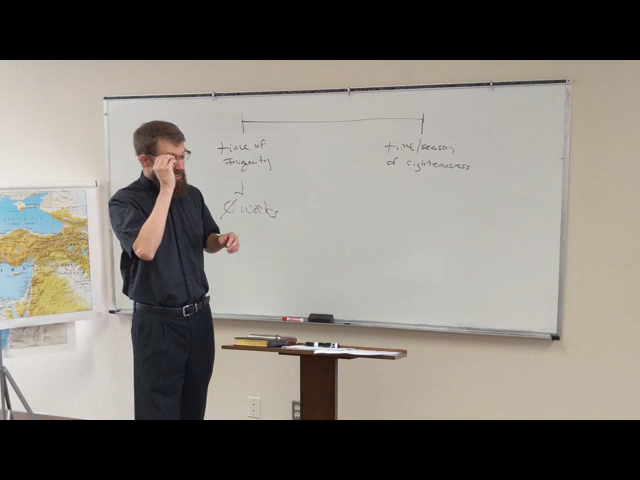 time of
Iniquity
time/season
of righteousness
works